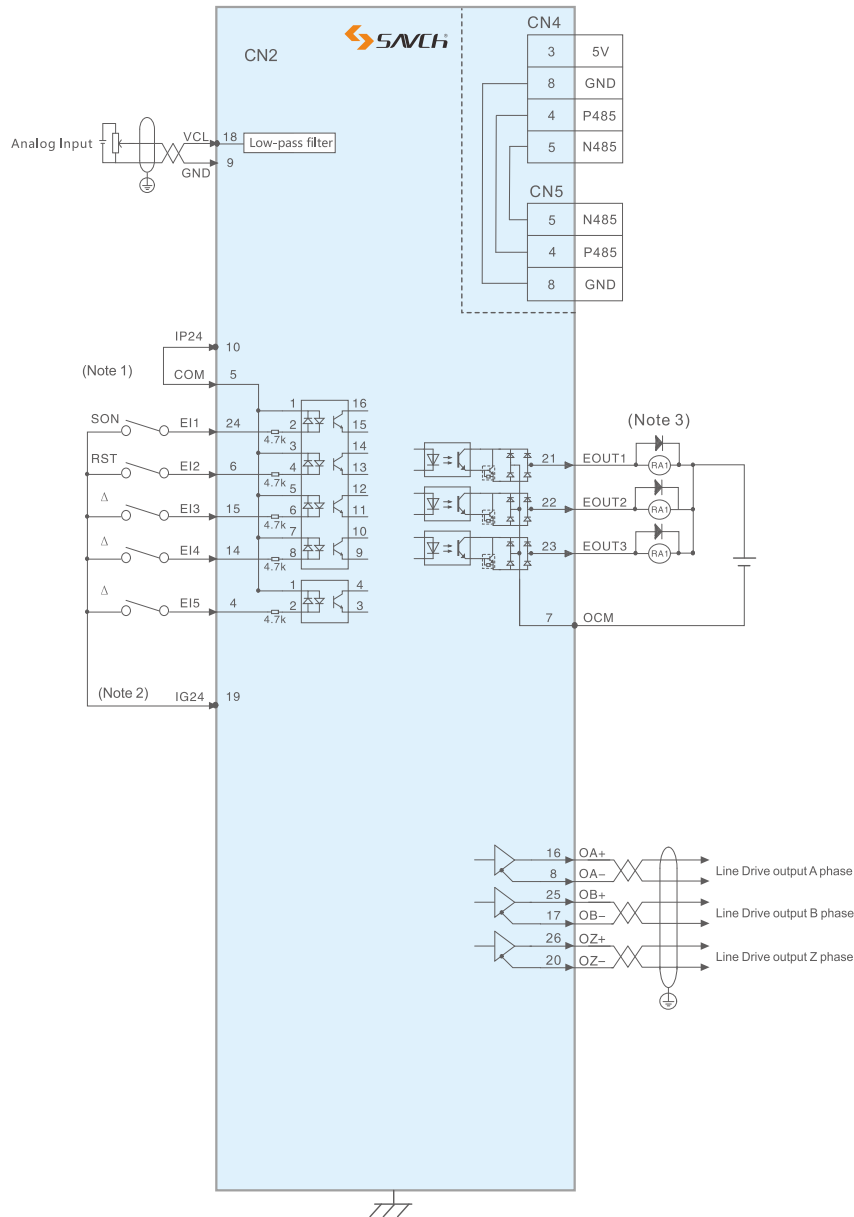 CN2
SAVCH
CN4
3 5V
8 GND
4 P485
5 N485
CN5
5 N485
4 P485
8 GND
Analog Input
VCL 18 Low-pass filter
GND 9
IP24 10
(Note 1)
COM 5
SON EI1 24 4.7k 1 2 16 15
RST EI2 6 4.7k 3 4 14 13
Δ EI3 15 4.7k 5 6 12 11
Δ EI4 14 4.7k 7 8 10 9
Δ EI5 4 4.7k 1 2 4 3
(Note 2) IG24 19
(Note 3)
21 EOUT1 RA1
22 EOUT2 RA1
23 EOUT3 RA1
7 OCM
16 OA+
8 OA−
Line Drive output A phase
25 OB+
17 OB−
Line Drive output B phase
26 OZ+
20 OZ−
Line Drive output Z phase